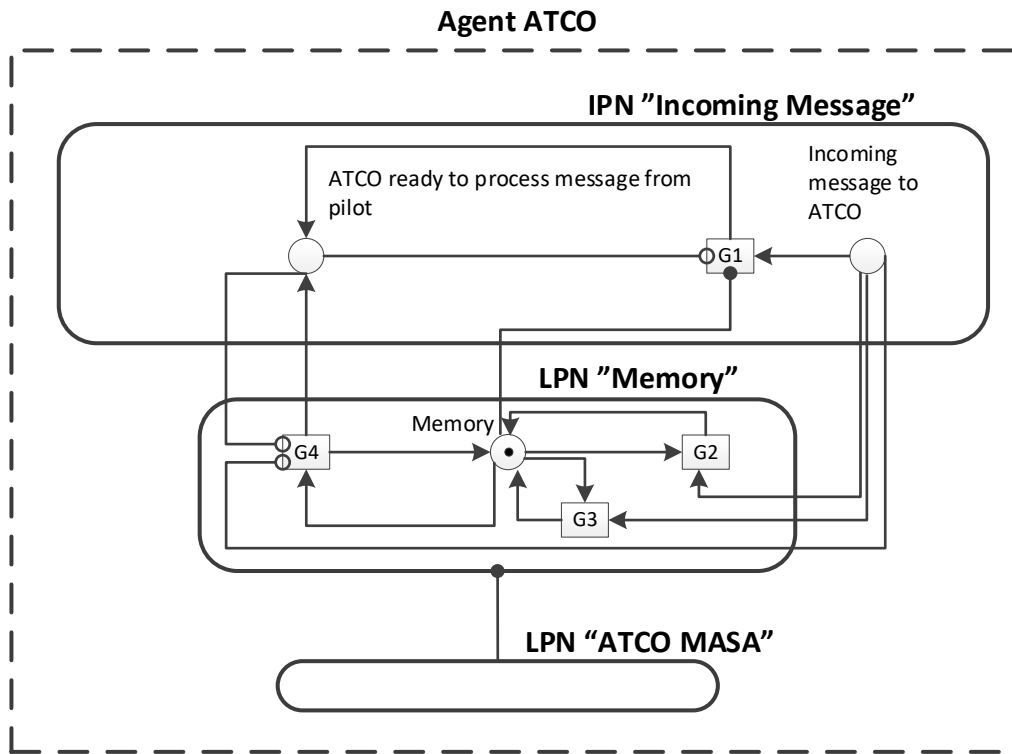 Agent ATCO
IPN ”Incoming Message”
Incoming
message to
ATCO
ATCO ready to process message from
pilot
G1
LPN ”Memory”
Memory
G4
G2
G3
LPN “ATCO MASA”